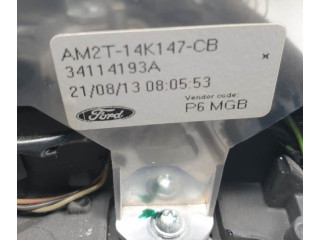 AM2T-14K147-CB
34114193A
21/08/13 08:05:53
Vendor code:
Ford P6 MGB